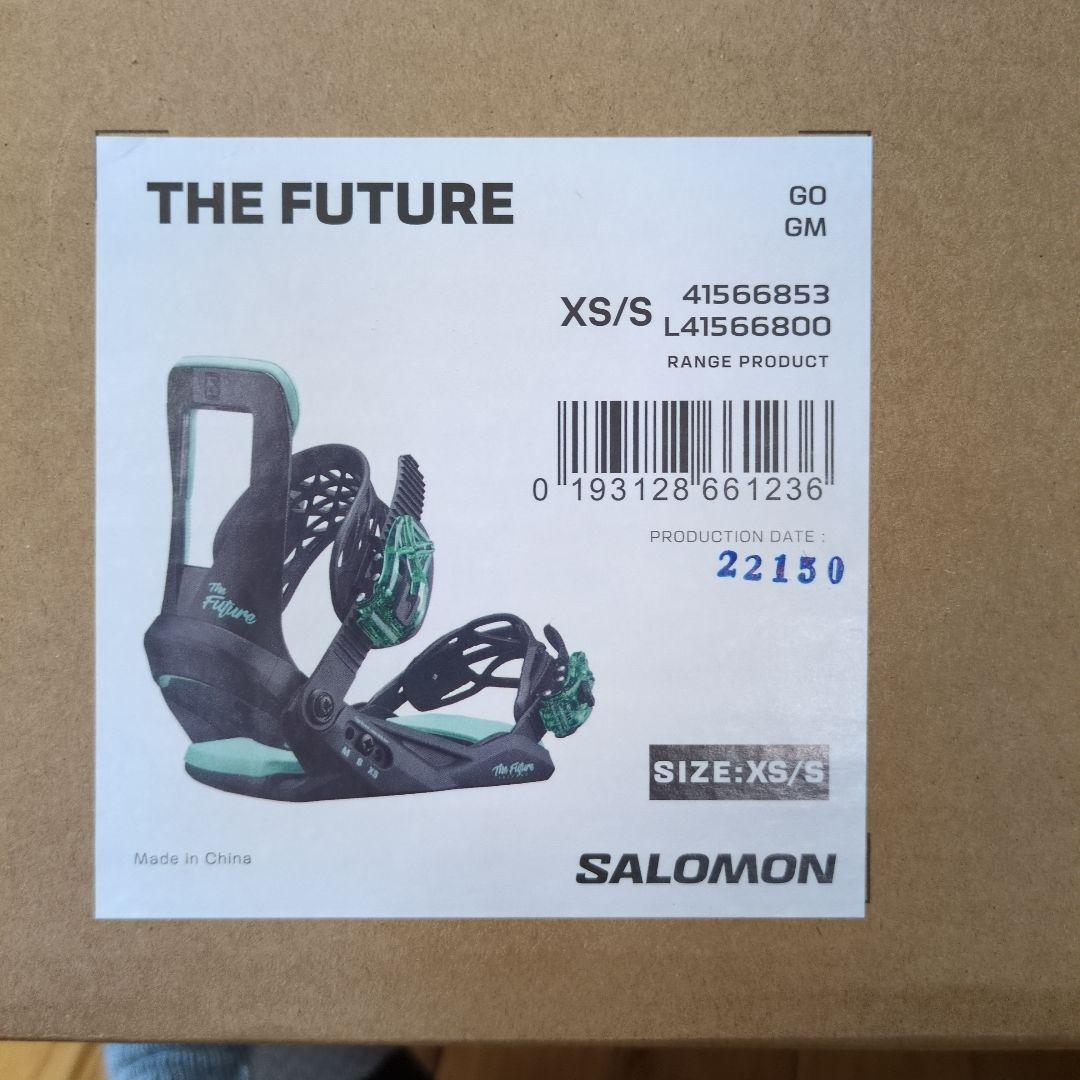 THE FUTURE
GO
GM
XS/S
41566853
L41566800
RANGE PRODUCT
0 193128 661236
PRODUCTION DATE :
22150
The
Future
M S XS
The Future
SIZE:XS/S
Made in China
SALOMON